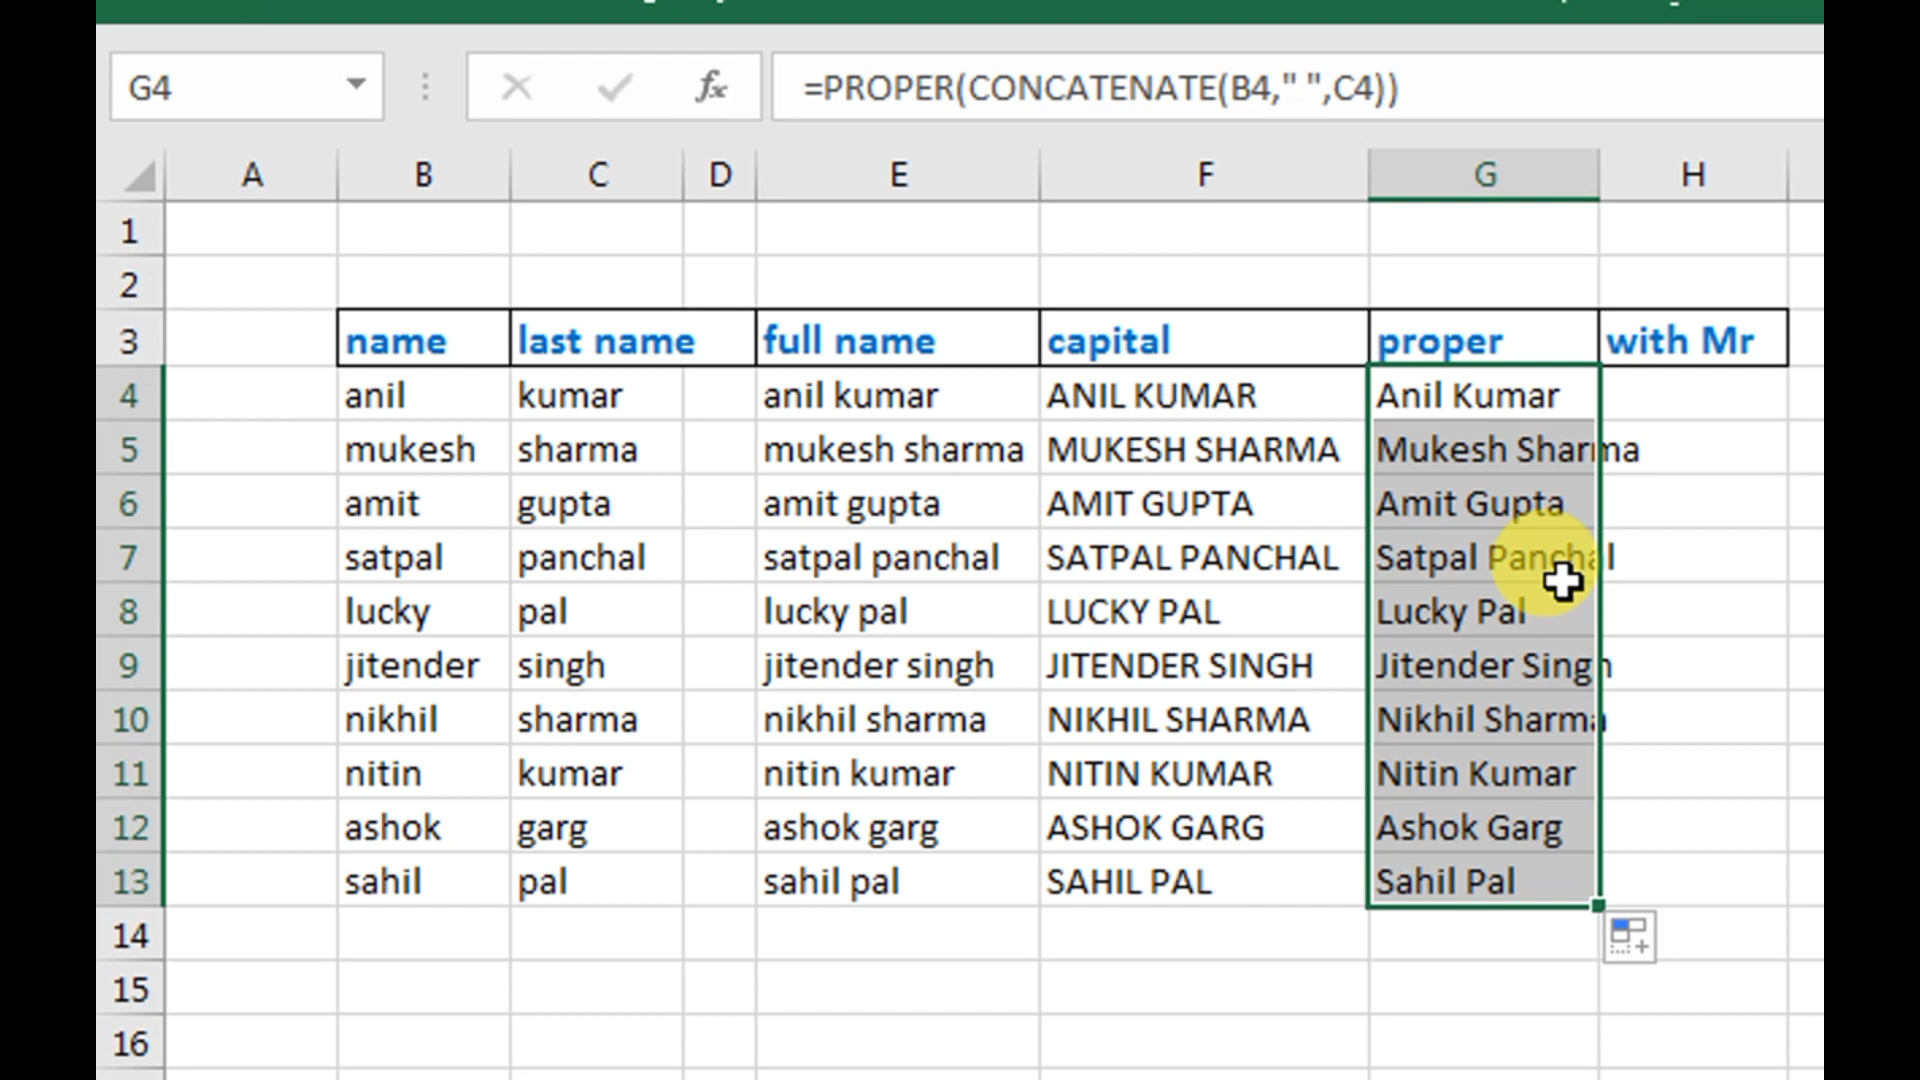 G4 fx =PROPER(CONCATENATE(B4," ",C4))
A B C D E F G H
1
2
3 name last name full name capital proper with Mr
4 anil kumar anil kumar ANIL KUMAR Anil Kumar
5 mukesh sharma mukesh sharma MUKESH SHARMA Mukesh Sharma
6 amit gupta amit gupta AMIT GUPTA Amit Gupta
7 satpal panchal satpal panchal SATPAL PANCHAL Satpal Panchal
8 lucky pal lucky pal LUCKY PAL Lucky Pal
9 jitender singh jitender singh JITENDER SINGH Jitender Singh
10 nikhil sharma nikhil sharma NIKHIL SHARMA Nikhil Sharma
11 nitin kumar nitin kumar NITIN KUMAR Nitin Kumar
12 ashok garg ashok garg ASHOK GARG Ashok Garg
13 sahil pal sahil pal SAHIL PAL Sahil Pal
14
15
16